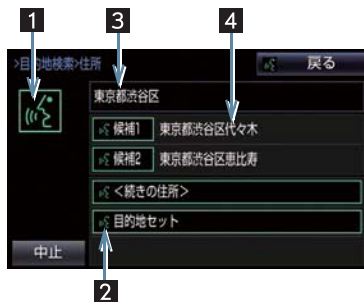 1
3
4
>目的地検索>住所
戻る
東京都渋谷区
候補1 東京都渋谷区代々木
候補2 東京都渋谷区恵比寿
<続きの住所>
目的地セット
中止
2